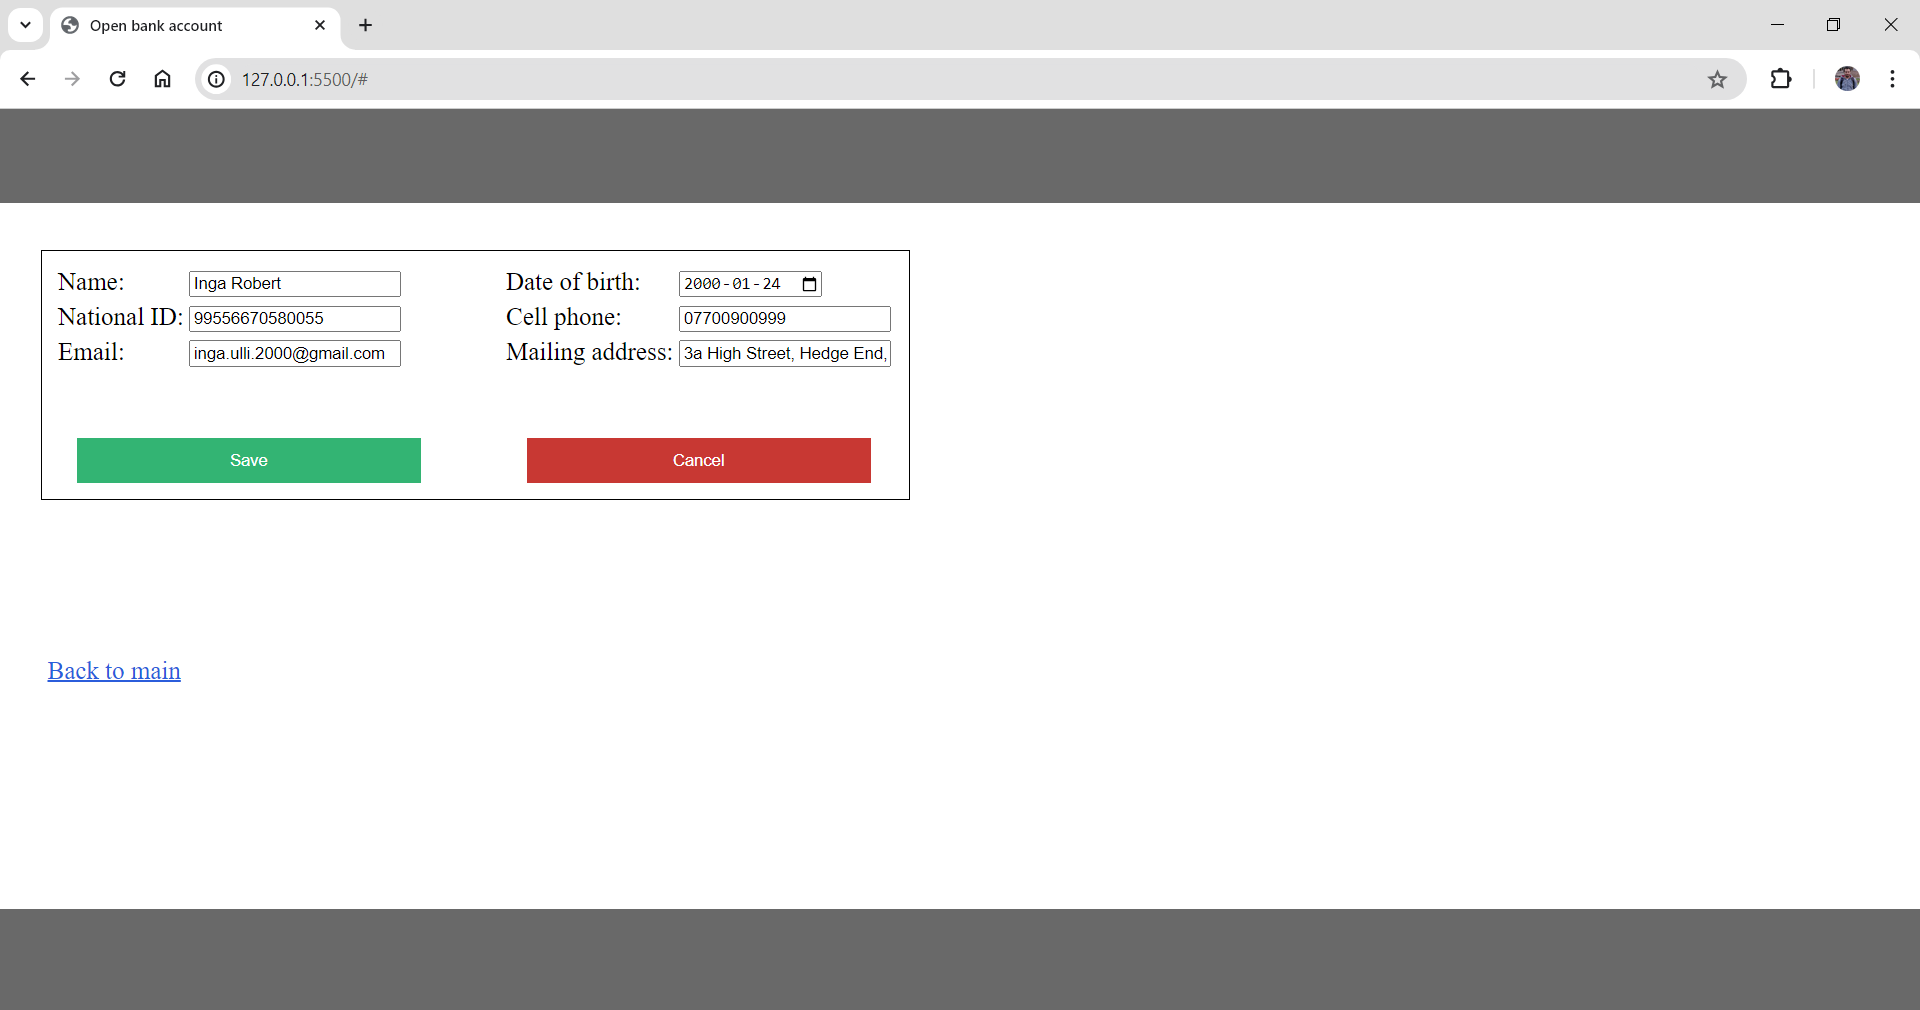 Open bank account
127.0.0.1:5500/#
Name: Inga Robert Date of birth: 2000-01-24
National ID: 99556670580055 Cell phone: 07700900999
Email: inga.ulli.2000@gmail.com Mailing address: 3a High Street, Hedge End,
Save Cancel
Back to main